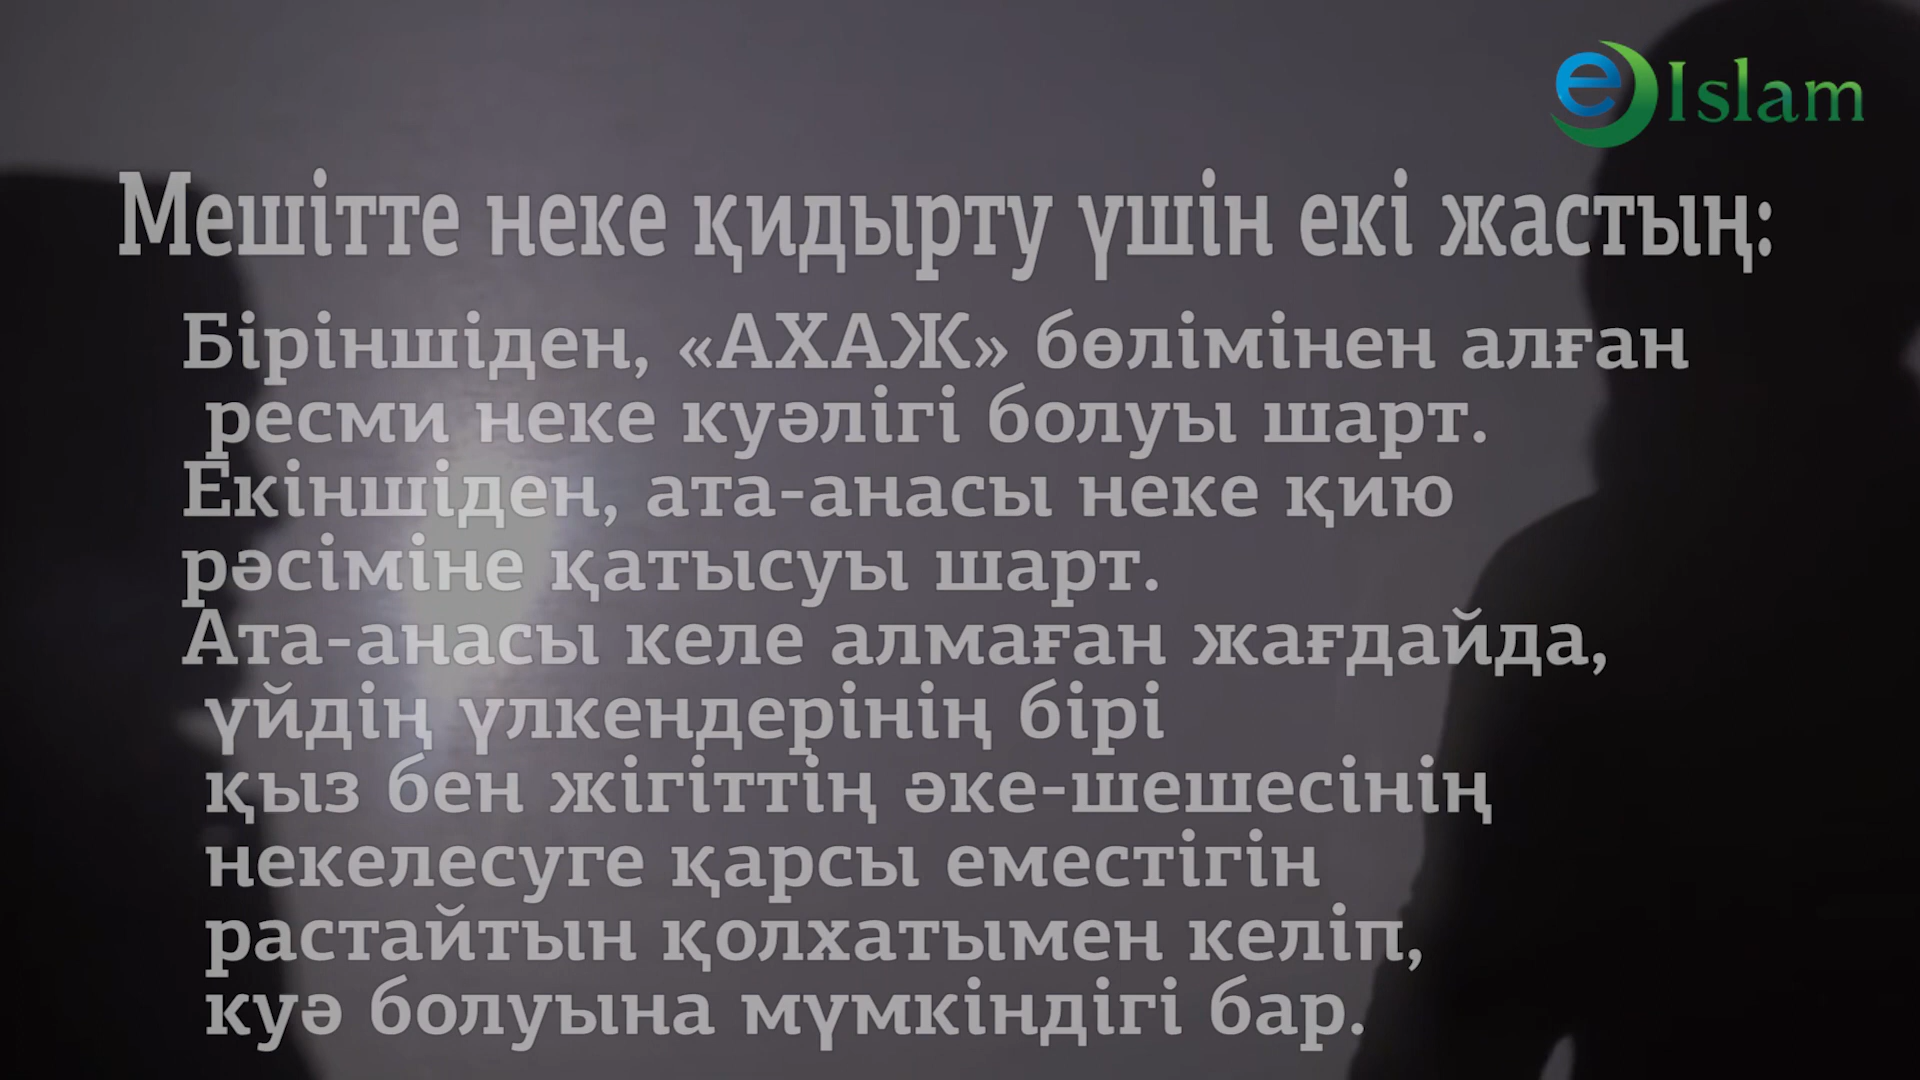 e Islam
Мешітте неке қидырту үшін екі жастың:
Біріншіден, «АХАЖ» бөлімінен алған
ресми неке куәлігі болуы шарт.
Екіншіден, ата-анасы неке қию
рәсіміне қатысуы шарт.
Ата-анасы келе алмаған жағдайда,
үйдің үлкендерінің бірі
қыз бен жігіттің әке-шешесінің
некелесуге қарсы еместігін
растайтын қолхатымен келіп,
куә болуына мүмкіндігі бар.